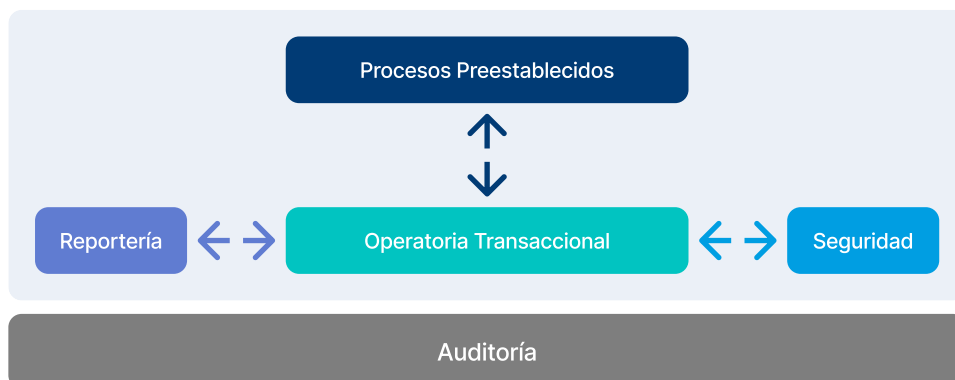 Procesos Preestablecidos
Reportería
Operatoria Transaccional
Seguridad
Auditoría